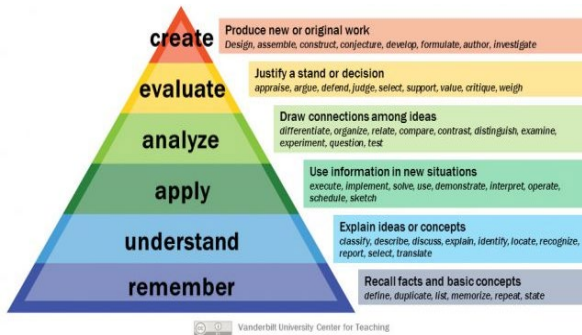 create
Produce new or original work
Design, assemble, construct, conjecture, develop, formulate, author, investigate
evaluate
Justify a stand or decision
appraise, argue, defend, judge, select, support, value, critique, weigh
analyze
Draw connections among ideas
differentiate, organize, relate, compare, contrast, distinguish, examine,
experiment, question, test
apply
Use information in new situations
execute, implement, solve, use, demonstrate, interpret, operate,
schedule, sketch
understand
Explain ideas or concepts
classify, describe, discuss, explain, identify, locate, recognize,
report, select, translate
remember
Recall facts and basic concepts
define, duplicate, list, memorize, repeat, state
Vanderbilt University Center for Teaching